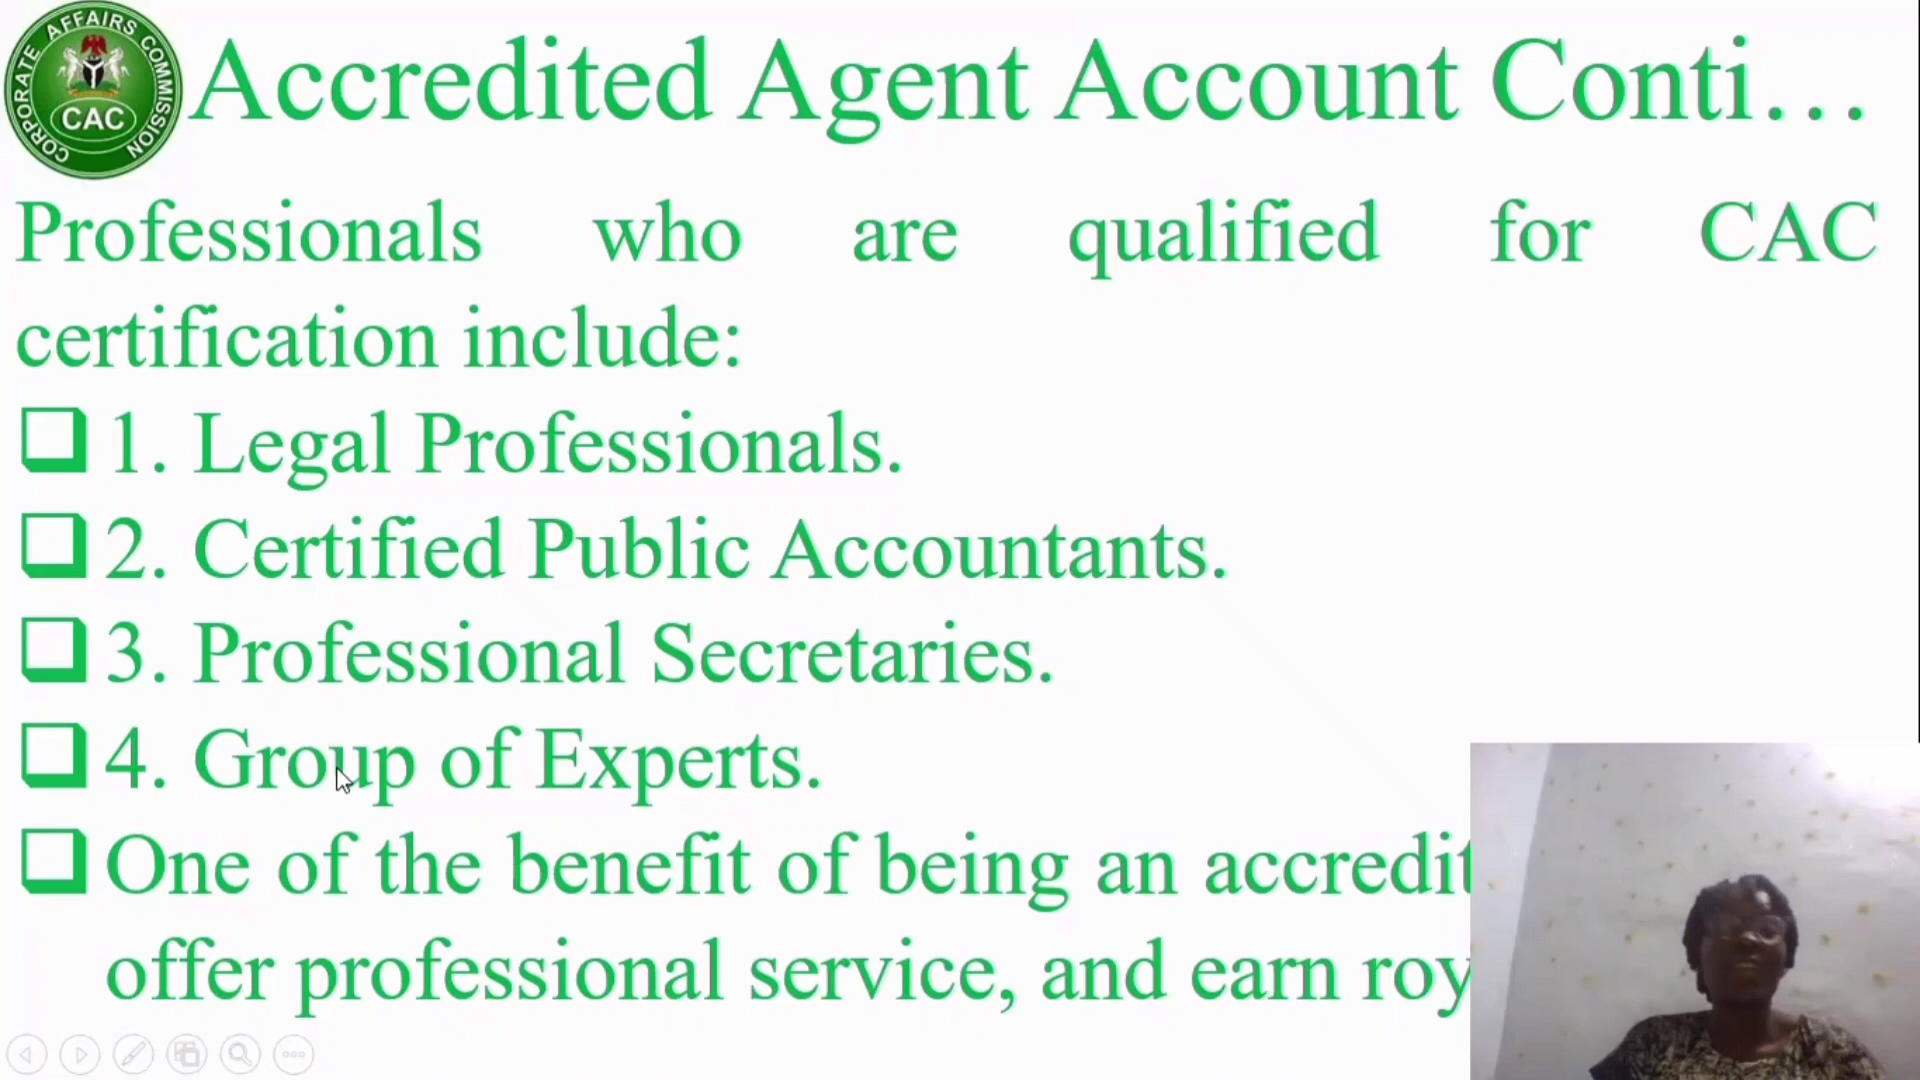 CORPORATE AFFAIRS COMMISSION
CAC
Accredited Agent Account Conti...
Professionals who are qualified for CAC
certification include:
1. Legal Professionals.
2. Certified Public Accountants.
3. Professional Secretaries.
4. Group of Experts.
One of the benefit of being an
offer professional service, and earn